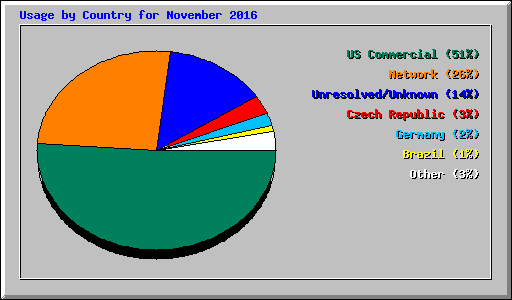 Usage by Country for November 2016
US Commercial (51%)
Network (26%)
Unresolved/Unknown (14%)
Czech Republic (3%)
Germany (2%)
Brazil (1%)
Other (3%)